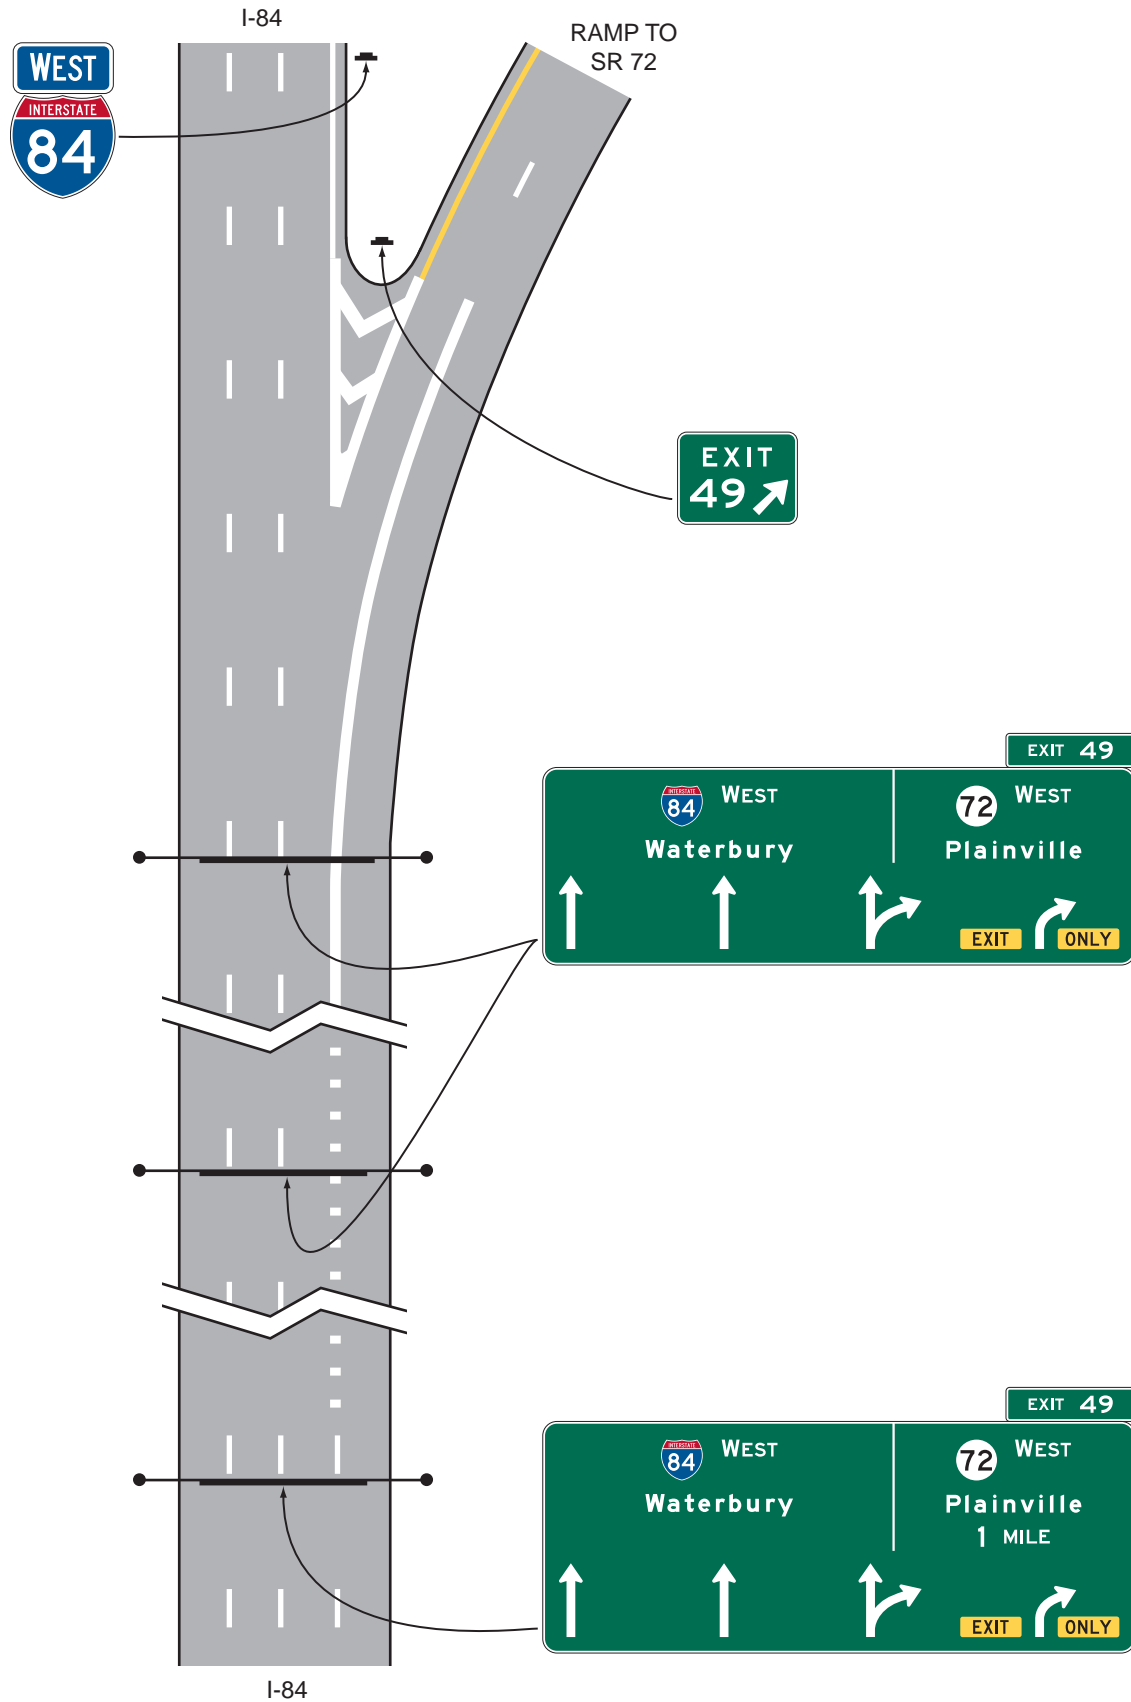 I-84
RAMP TO
SR 72
WEST
INTERSTATE
84
EXIT
49
EXIT 49
INTERSTATE
84 WEST
Waterbury
72 WEST
Plainville
EXIT ONLY
EXIT 49
INTERSTATE
84 WEST
Waterbury
72 WEST
Plainville
1 MILE
EXIT ONLY
I-84